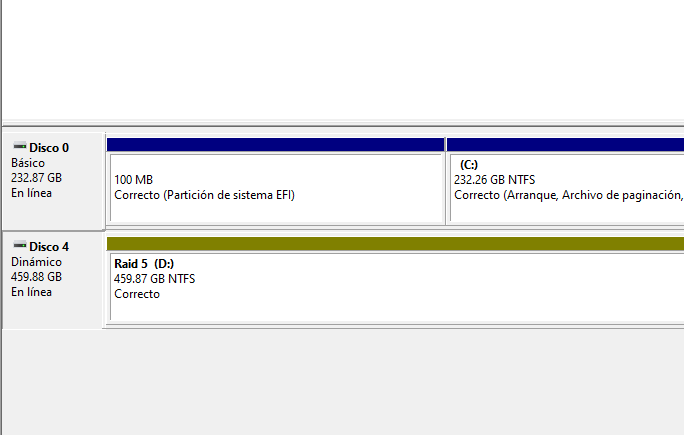 Disco 0
Básico
232.87 GB
En línea
100 MB
Correcto (Partición de sistema EFI)
(C:)
232.26 GB NTFS
Correcto (Arranque, Archivo de paginación,
Disco 4
Dinámico
459.88 GB
En línea
Raid 5 (D:)
459.87 GB NTFS
Correcto